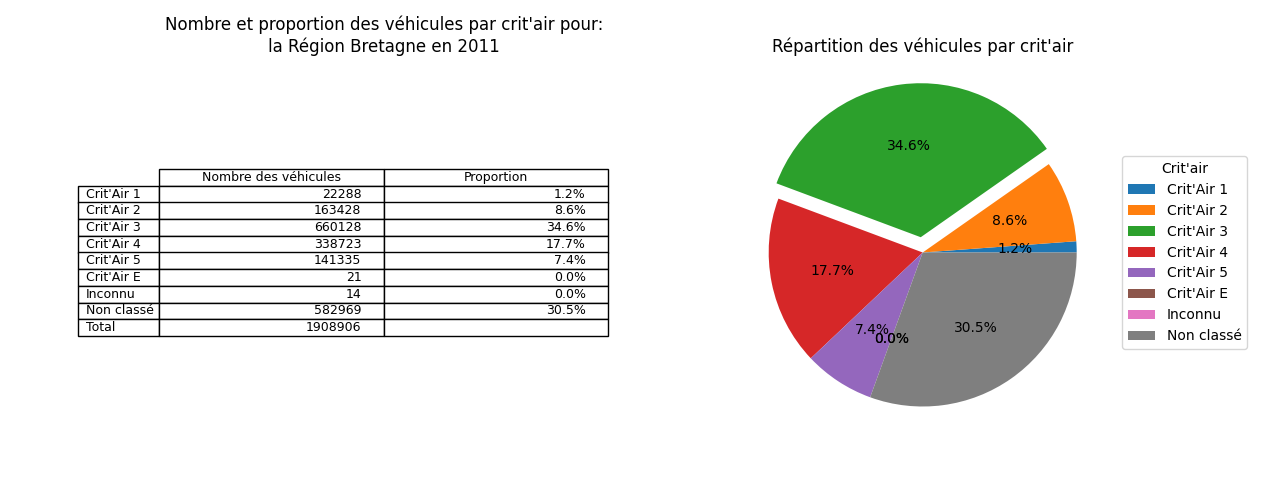 Nombre et proportion des véhicules par crit'air pour:
la Région Bretagne en 2011
Nombre des véhicules Proportion
Crit'Air 1 22288 1.2%
Crit'Air 2 163428 8.6%
Crit'Air 3 660128 34.6%
Crit'Air 4 338723 17.7%
Crit'Air 5 141335 7.4%
Crit'Air E 21 0.0%
Inconnu 14 0.0%
Non classé 582969 30.5%
Total 1908906
Répartition des véhicules par crit'air
34.6%
8.6%
1.2%
17.7%
7.4%
0.0%
0.0%
30.5%
Crit'air
Crit'Air 1
Crit'Air 2
Crit'Air 3
Crit'Air 4
Crit'Air 5
Crit'Air E
Inconnu
Non classé